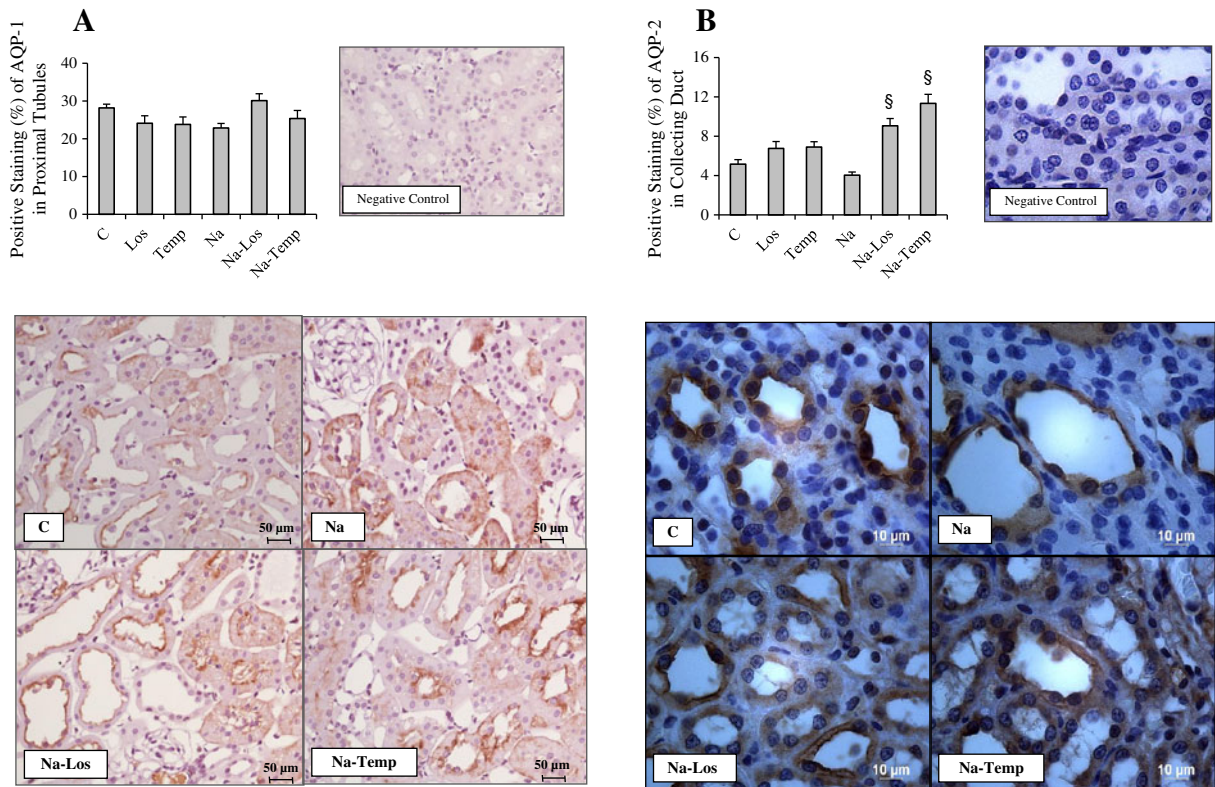 A
Positive Staining (%) of AQP-1
in Proximal Tubules
40
30
20
10
0
C
Los
Temp
Na
Na-Los
Na-Temp
Negative Control
B
Positive Staining (%) of AQP-2
in Collecting Duct
16
12
8
4
0
§
§
C
Los
Temp
Na
Na-Los
Na-Temp
Negative Control
C
50 µm
Na
50 µm
Na-Los
50 µm
Na-Temp
50 µm
C
10 µm
Na
10 µm
Na-Los
10 µm
Na-Temp
10 µm